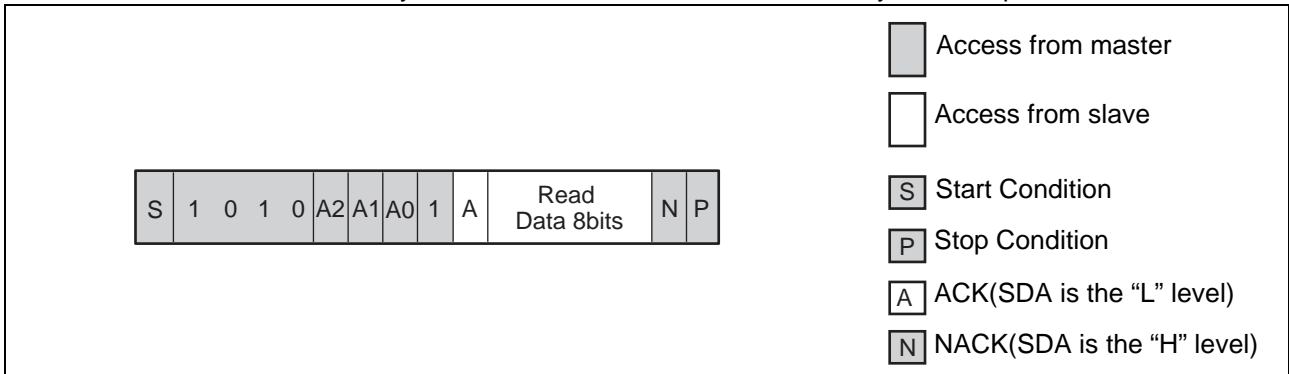 S 1 0 1 0 A2 A1 A0 1 A Read Data 8bits N P
Access from master
Access from slave
S Start Condition
P Stop Condition
A ACK(SDA is the “L” level)
N NACK(SDA is the “H” level)